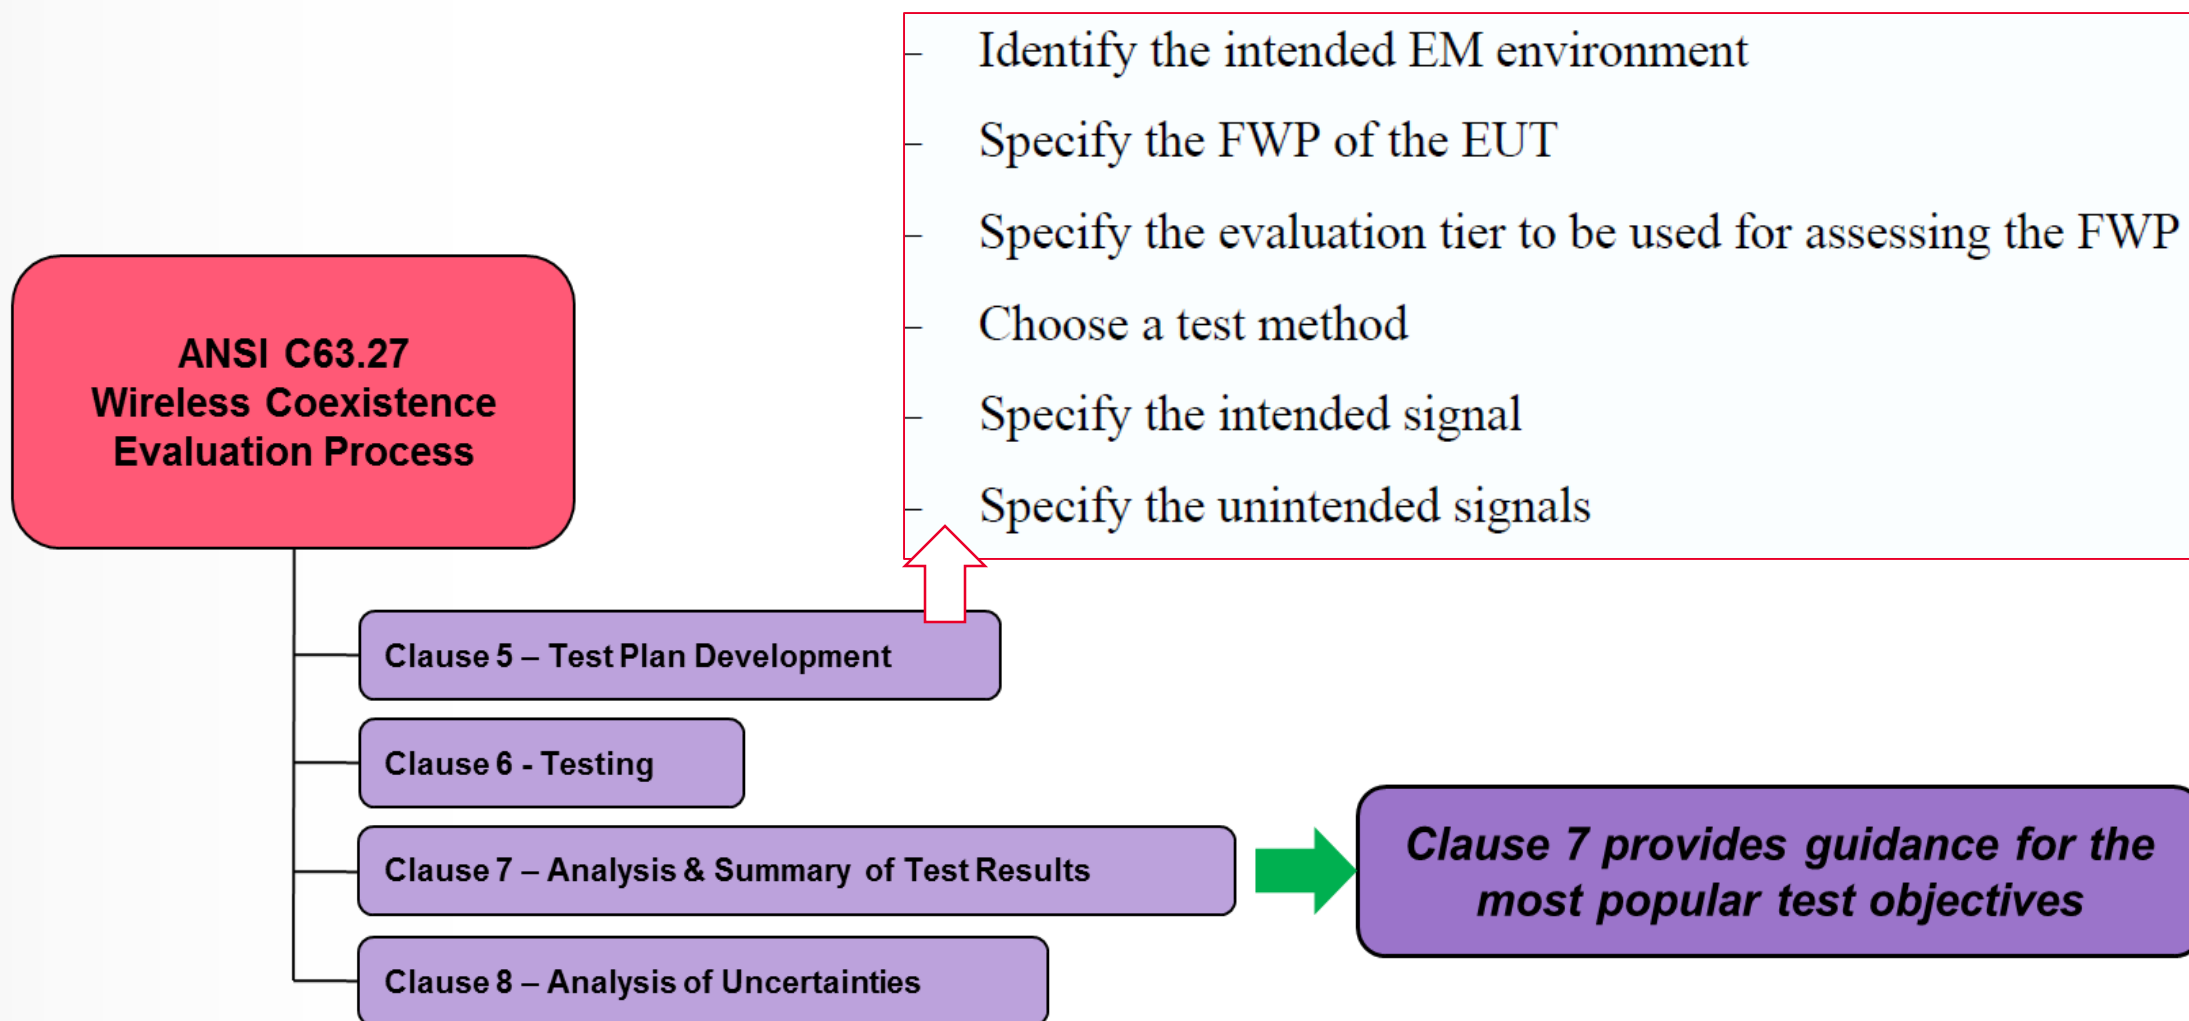 – Identify the intended EM environment
– Specify the FWP of the EUT
– Specify the evaluation tier to be used for assessing the FWP
– Choose a test method
– Specify the intended signal
– Specify the unintended signals
ANSI C63.27
Wireless Coexistence
Evaluation Process
Clause 5 – Test Plan Development
Clause 6 - Testing
Clause 7 – Analysis & Summary of Test Results
Clause 7 provides guidance for the
most popular test objectives
Clause 8 – Analysis of Uncertainties